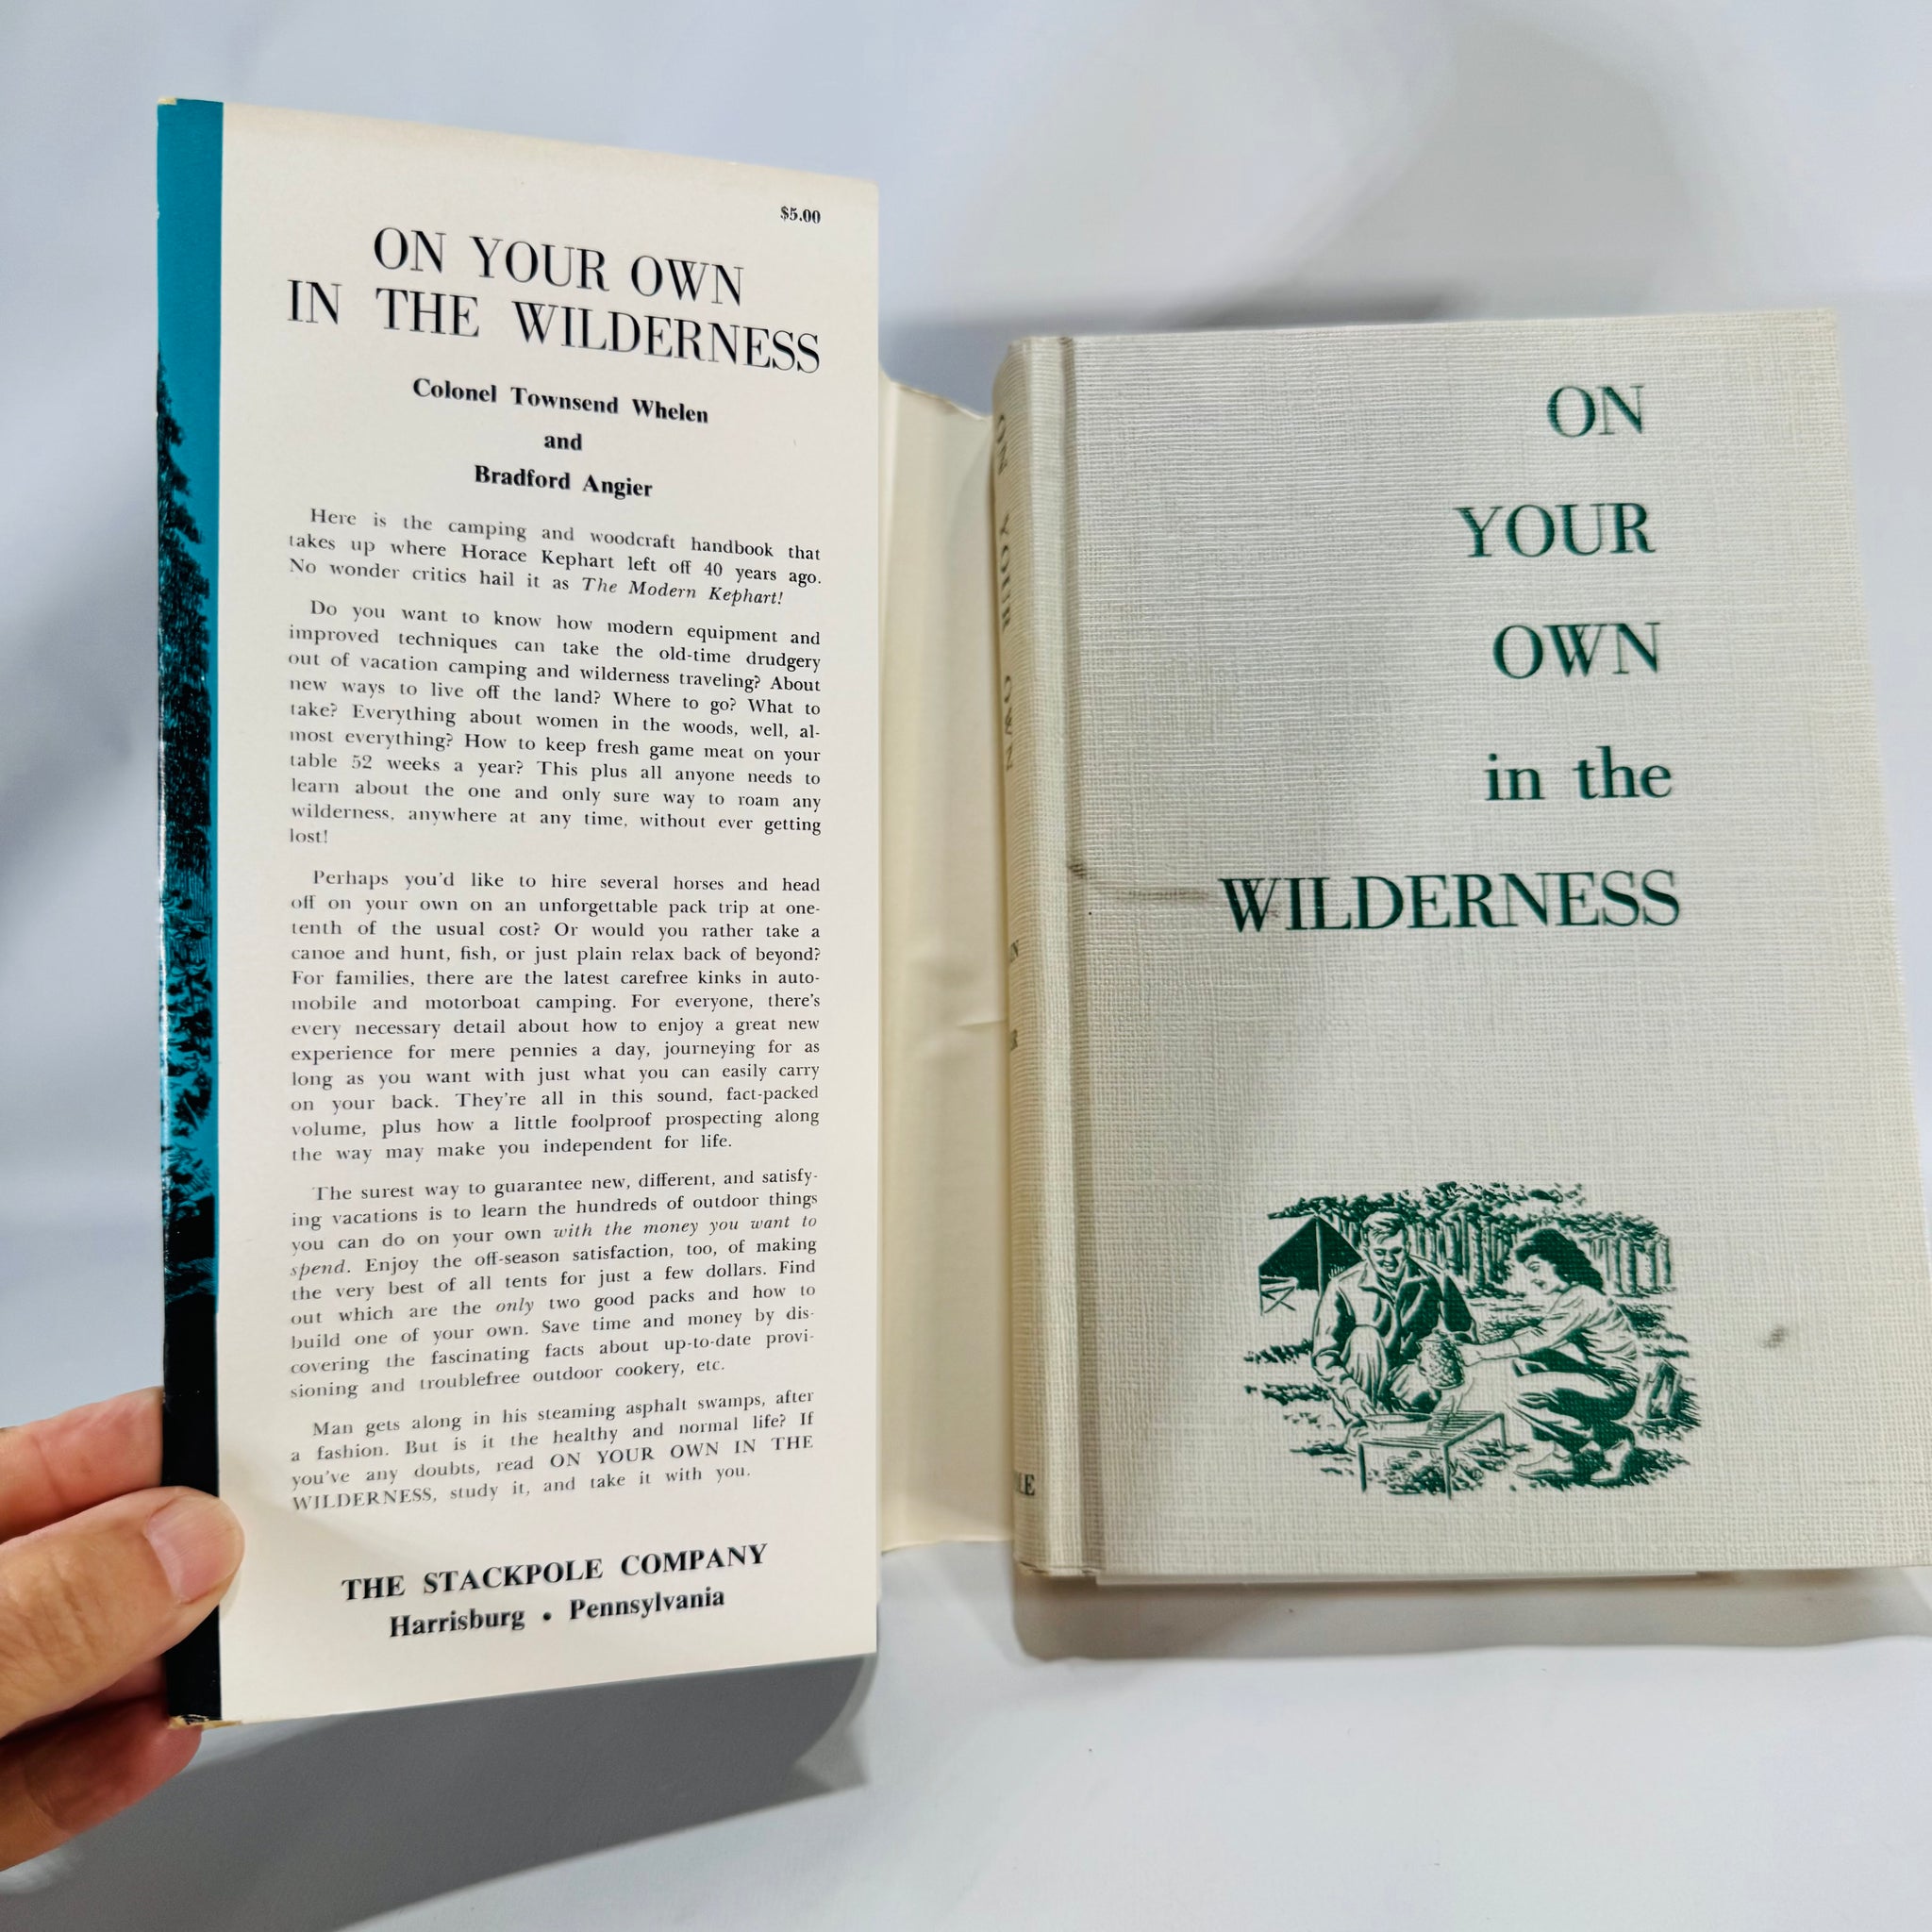 $5.00
ON YOUR OWN
IN THE WILDERNESS
Colonel Townsend Whelen
and
Bradford Angier
Here is the camping and woodcraft handbook that
takes up where Horace Kephart left off 40 years ago.
No wonder critics hail it as The Modern Kephart!
Do you want to know how modern equipment and
improved techniques can take the old-time drudgery
out of vacation camping and wilderness traveling? About
new ways to live off the land? Where to go? What to
take? Everything about women in the woods, well, al-
most everything? How to keep fresh game meat on your
table 52 weeks a year? This plus all anyone needs to
learn about the one and only sure way to roam any
wilderness, anywhere at any time, without ever getting
lost!
Perhaps you'd like to hire several horses and head
off on your own on an unforgettable pack trip at one-
tenth of the usual cost? Or would you rather take a
canoe and hunt, fish, or just plain relax back of beyond?
For families, there are the latest carefree kinks in auto-
mobile and motorboat camping. For everyone, there's
every necessary detail about how to enjoy a great new
experience for mere pennies a day, journeying for as
long as you want with just what you can easily carry
on your back. They're all in this sound, fact-packed
volume, plus how a little foolproof prospecting along
the way may make you independent for life.
The surest way to guarantee new, different, and satisfy-
ing vacations is to learn the hundreds of outdoor things
you can do on your own with the money you want to
spend. Enjoy the off-season satisfaction, too, of making
the very best of all tents for just a few dollars. Find
out which are the only two good packs and how to
build one of your own. Save time and money by dis-
covering the fascinating facts about up-to-date provi-
sioning and troublefree outdoor cookery, etc.
Man gets along in his steaming asphalt swamps, after
a fashion. But is it the healthy and normal life? If
you've any doubts, read ON YOUR OWN IN THE
WILDERNESS, study it, and take it with you.
THE STACKPOLE COMPANY
Harrisburg • Pennsylvania
ON YOUR OWN
ON
YOUR
OWN
in the
WILDERNESS